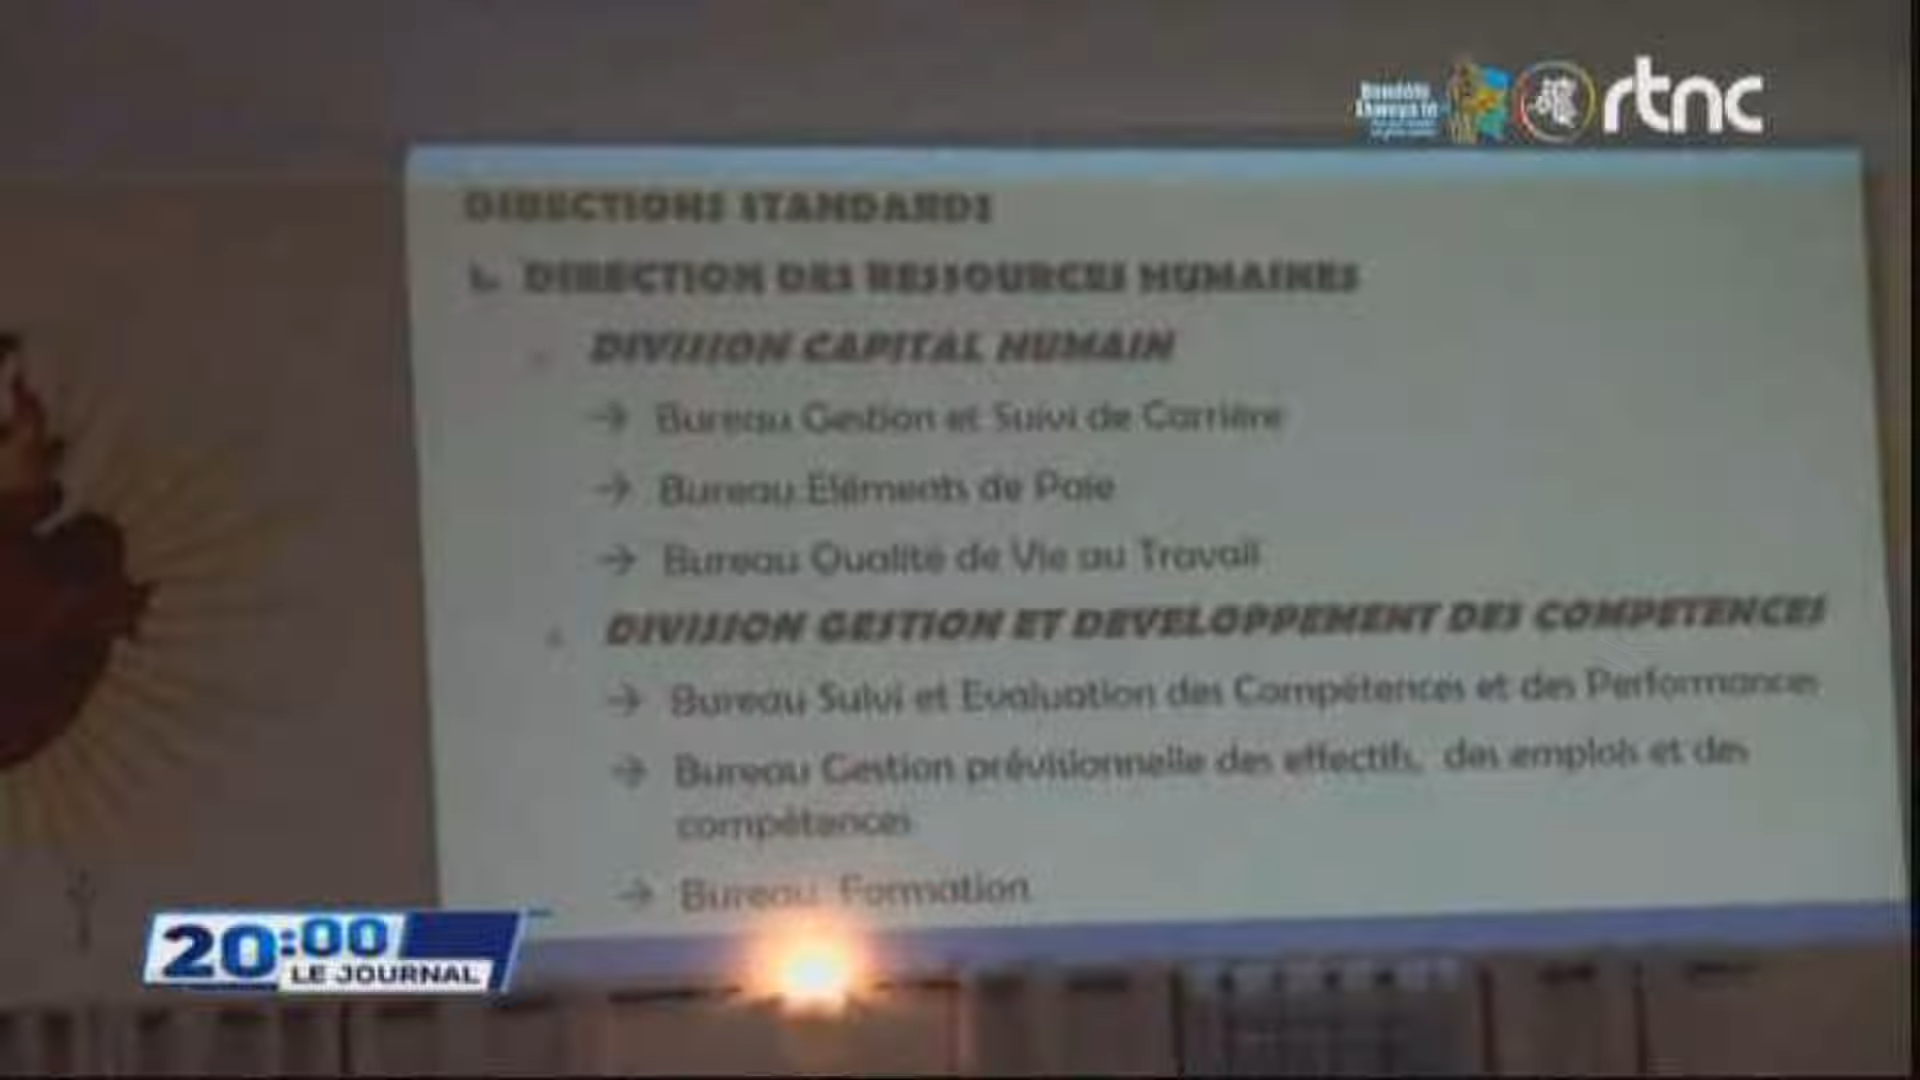 rtnc
DIRECTIONS STANDARDS
DIRECTION DES RESSOURCES HUMAINES
DIVISION CAPITAL HUMAIN
→ Bureau Gestion et Suivi de Carrière
→ Bureau Eléments de Paie
→ Bureau Qualité de Vie au Travail
DIVISION GESTION ET DEVELOPPEMENT DES COMPETENCES
→ Bureau Suivi et Evaluation des Compétences et des Performances
→ Bureau Gestion prévisionnelle des effectifs, des emplois et des
compétences
→ Bureau Formation
20:00
LE JOURNAL